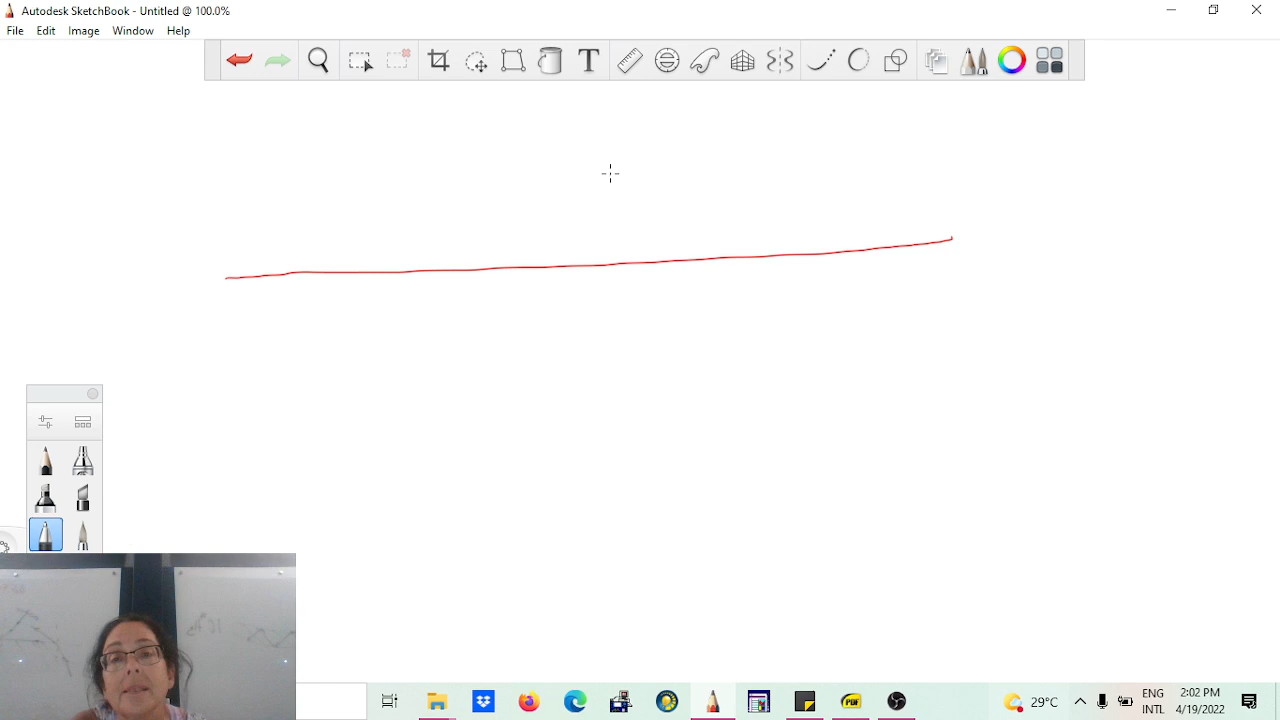 Autodesk SketchBook - Untitled @ 100.0%
File Edit Image Window Help
T
PDF
29°C
ENG
INTL
2:02 PM
4/19/2022